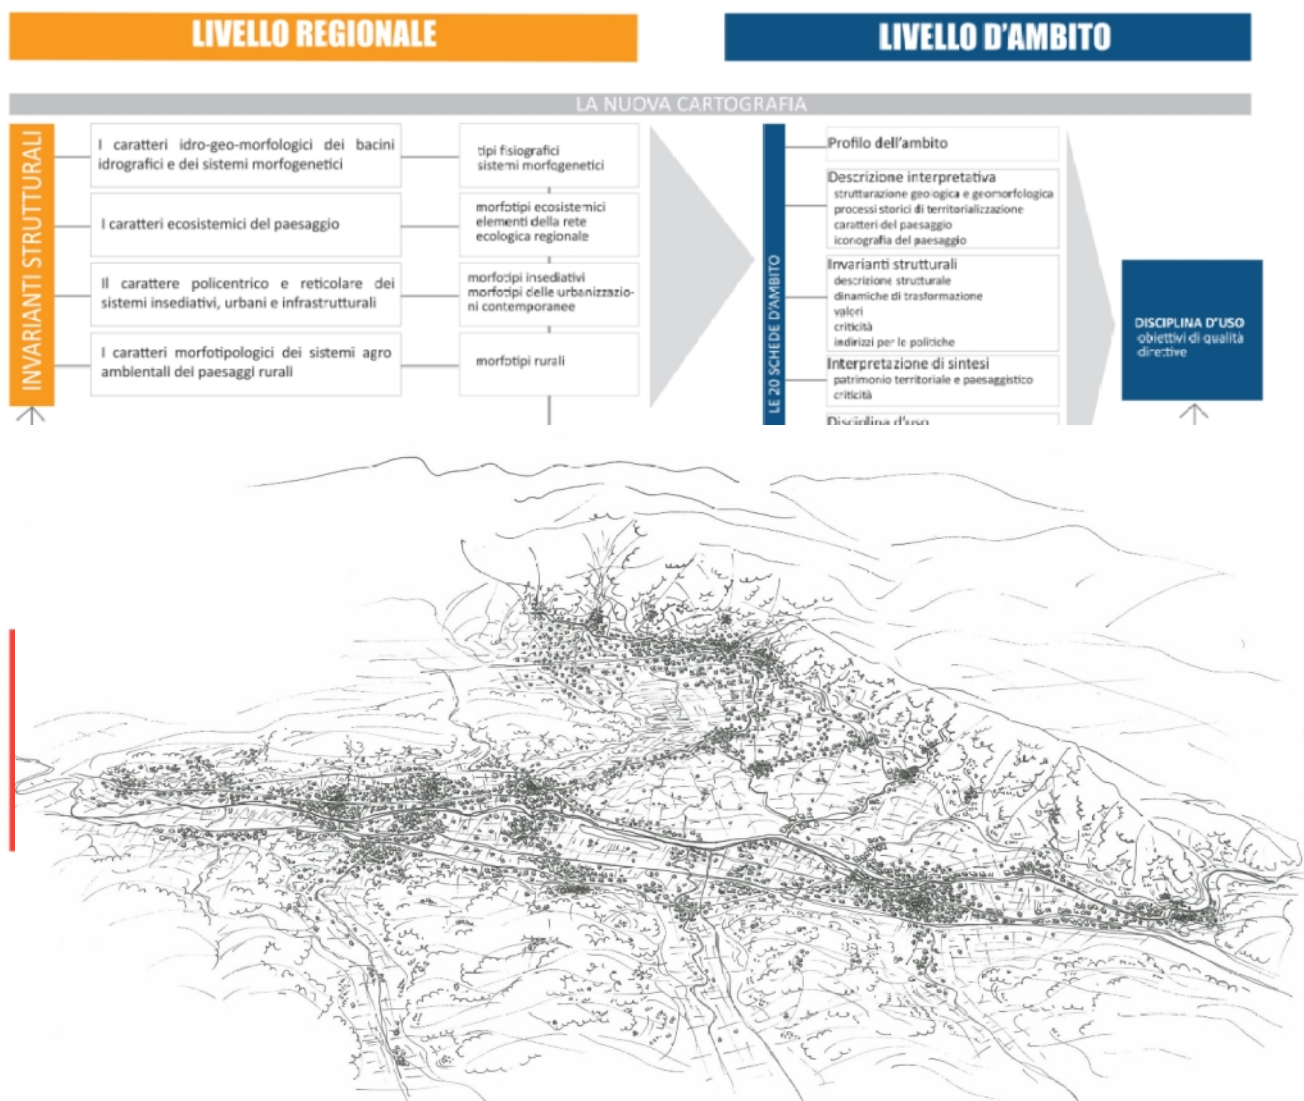 LIVELLO REGIONALE
LIVELLO D'AMBITO
LA NUOVA CARTOGRAFIA
INVARIANTI STRUTTURALI
I caratteri idro-geo-morfologici dei bacini
idrografici e dei sistemi morfogenetici
tipi fisiografici
sistemi morfogenetici
I caratteri ecosistemici del paesaggio
morfotipi ecosistemici
elementi della rete
ecologica regionale
Il carattere policentrico e reticolare dei
sistemi insediativi, urbani e infrastrutturali
morfotipi insediativi
morfotipi delle urbanizzazio-
ni contemporanee
I caratteri morfotipologici dei sistemi agro
ambientali dei paesaggi rurali
morfotipi rurali
LE 20 SCHEDE D'AMBITO
Profilo dell'ambito
Descrizione interpretativa
strutturazione geologica e geomorfologica
processi storici di territorializzazione
caratteri del paesaggio
iconografia del paesaggio
Invarianti strutturali
descrizione strutturale
dinamiche di trasformazione
valori
criticità
indirizzi per le politiche
Interpretazione di sintesi
patrimonio territoriale e paesaggistico
criticità
Disciplina d'uso
DISCIPLINA D'USO
obiettivi di qualità
direttive